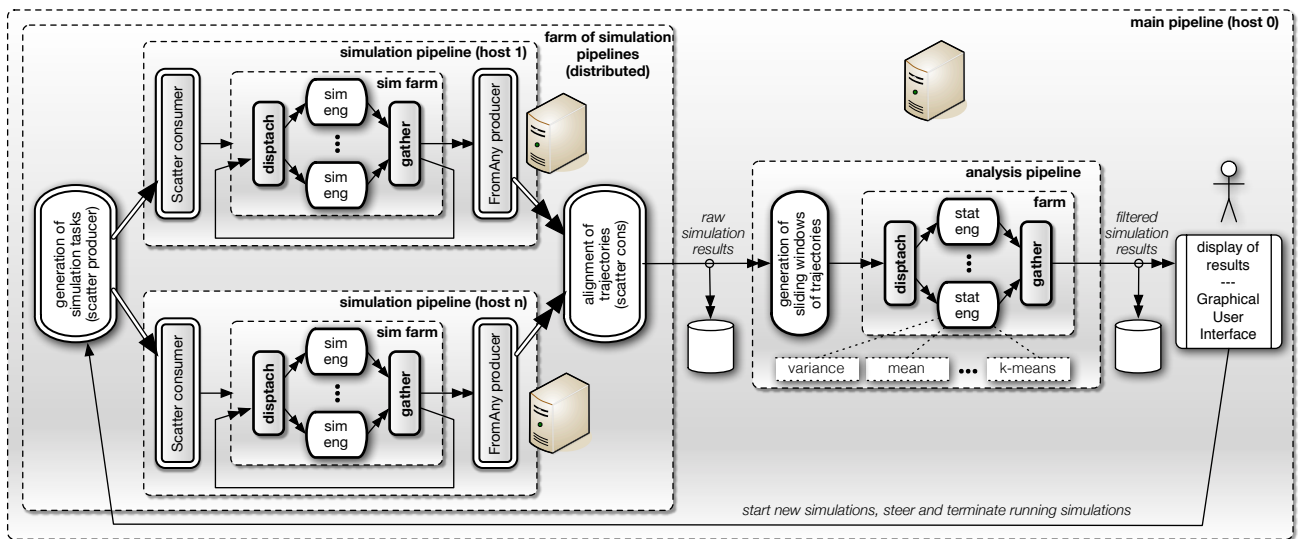 main pipeline (host 0)
farm of simulation
pipelines
(distributed)
simulation pipeline (host 1)
sim farm
Scatter consumer
disptach
sim
eng
•••
sim
eng
gather
FromAny producer
generation of
simulation tasks
(scatter producer)
simulation pipeline (host n)
sim farm
Scatter consumer
disptach
sim
eng
•••
sim
eng
gather
FromAny producer
alignment of
trajectories
(scatter cons)
raw
simulation
results
analysis pipeline
generation of
sliding windows
of trajectories
farm
disptach
stat
eng
•••
stat
eng
gather
variance
mean
•••
k-means
filtered
simulation
results
display of
results
---
Graphical
User
Interface
start new simulations, steer and terminate running simulations